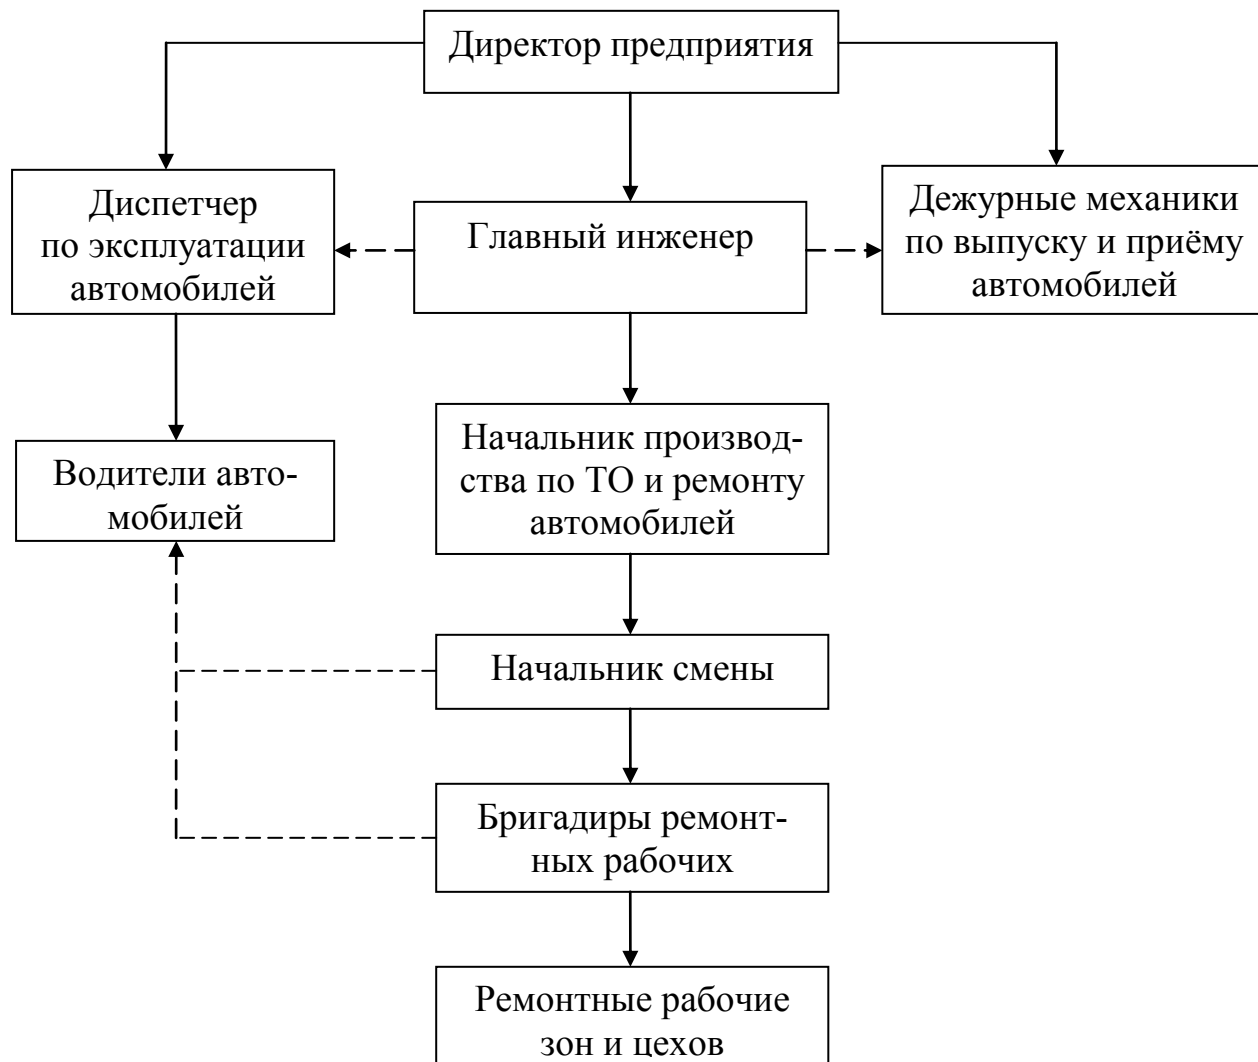 Директор предприятия
Диспетчер
по эксплуатации
автомобилей
Главный инженер
Дежурные механики
по выпуску и приёму
автомобилей
Водители авто-
мобилей
Начальник производ-
ства по ТО и ремонту
автомобилей
Начальник смены
Бригадиры ремонт-
ных рабочих
Ремонтные рабочие
зон и цехов